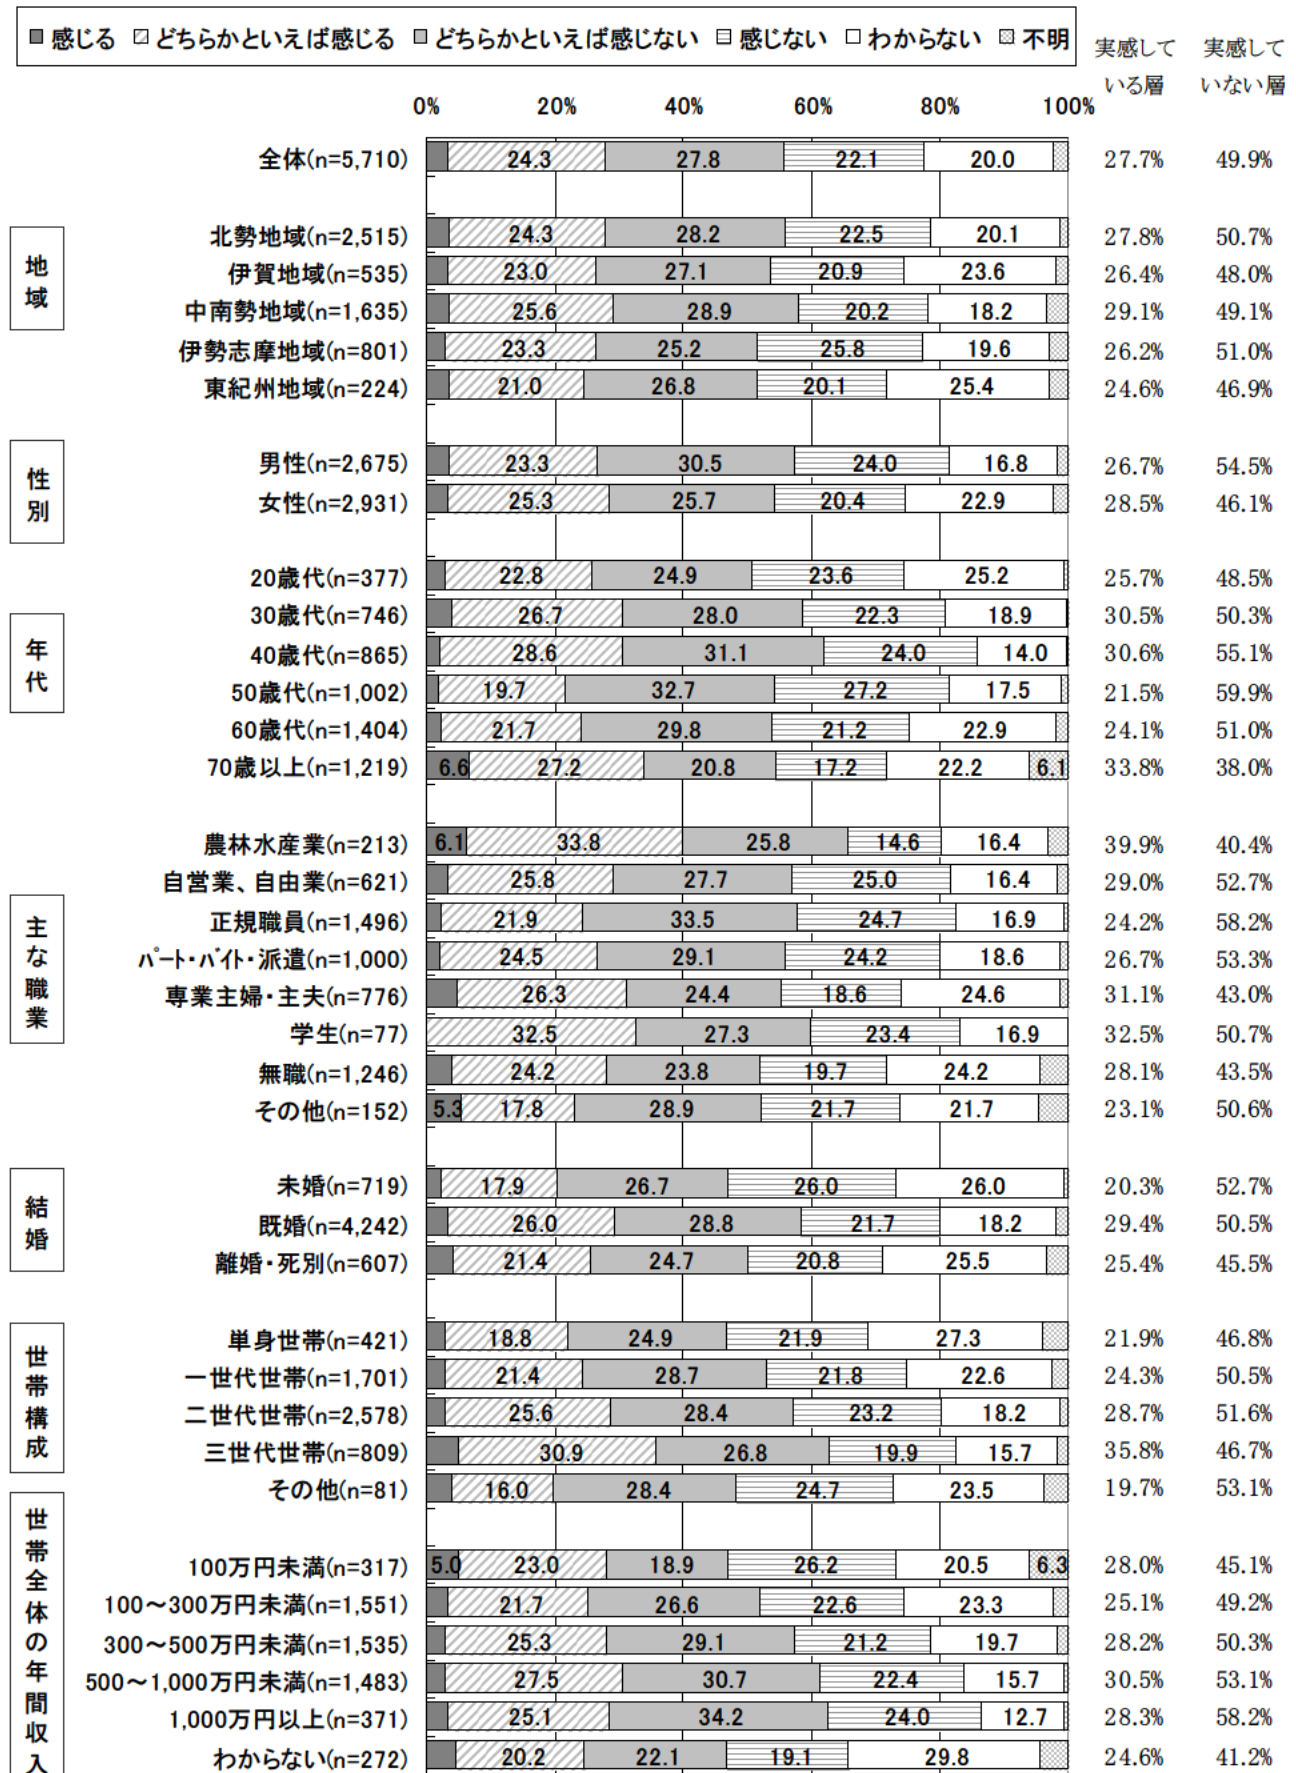 感じる どちらかといえば感じる どちらかといえば感じない 感じない わからない 不明
実感して 実感して
いる層 いない層
0% 20% 40% 60% 80% 100%
全体(n=5,710) 24.3 27.8 22.1 20.0 27.7% 49.9%
地域
北勢地域(n=2,515) 24.3 28.2 22.5 20.1 27.8% 50.7%
伊賀地域(n=535) 23.0 27.1 20.9 23.6 26.4% 48.0%
中南勢地域(n=1,635) 25.6 28.9 20.2 18.2 29.1% 49.1%
伊勢志摩地域(n=801) 23.3 25.2 25.8 19.6 26.2% 51.0%
東紀州地域(n=224) 21.0 26.8 20.1 25.4 24.6% 46.9%
性別
男性(n=2,675) 23.3 30.5 24.0 16.8 26.7% 54.5%
女性(n=2,931) 25.3 25.7 20.4 22.9 28.5% 46.1%
年代
20歳代(n=377) 22.8 24.9 23.6 25.2 25.7% 48.5%
30歳代(n=746) 26.7 28.0 22.3 18.9 30.5% 50.3%
40歳代(n=865) 28.6 31.1 24.0 14.0 30.6% 55.1%
50歳代(n=1,002) 19.7 32.7 27.2 17.5 21.5% 59.9%
60歳代(n=1,404) 21.7 29.8 21.2 22.9 24.1% 51.0%
70歳以上(n=1,219) 6.6 27.2 20.8 17.2 22.2 6.1 33.8% 38.0%
主な職業
農林水産業(n=213) 6.1 33.8 25.8 14.6 16.4 39.9% 40.4%
自営業、自由業(n=621) 25.8 27.7 25.0 16.4 29.0% 52.7%
正規職員(n=1,496) 21.9 33.5 24.7 16.9 24.2% 58.2%
ﾊﾟｰﾄ・ﾊﾞｲﾄ・派遣(n=1,000) 24.5 29.1 24.2 18.6 26.7% 53.3%
専業主婦・主夫(n=776) 26.3 24.4 18.6 24.6 31.1% 43.0%
学生(n=77) 32.5 27.3 23.4 16.9 32.5% 50.7%
無職(n=1,246) 24.2 23.8 19.7 24.2 28.1% 43.5%
その他(n=152) 5.3 17.8 28.9 21.7 21.7 23.1% 50.6%
結婚
未婚(n=719) 17.9 26.7 26.0 26.0 20.3% 52.7%
既婚(n=4,242) 26.0 28.8 21.7 18.2 29.4% 50.5%
離婚・死別(n=607) 21.4 24.7 20.8 25.5 25.4% 45.5%
世帯構成
単身世帯(n=421) 18.8 24.9 21.9 27.3 21.9% 46.8%
一世代世帯(n=1,701) 21.4 28.7 21.8 22.6 24.3% 50.5%
二世代世帯(n=2,578) 25.6 28.4 23.2 18.2 28.7% 51.6%
三世代世帯(n=809) 30.9 26.8 19.9 15.7 35.8% 46.7%
その他(n=81) 16.0 28.4 24.7 23.5 19.7% 53.1%
世帯全体の年間収入
100万円未満(n=317) 5.0 23.0 18.9 26.2 20.5 6.3 28.0% 45.1%
100～300万円未満(n=1,551) 21.7 26.6 22.6 23.3 25.1% 49.2%
300～500万円未満(n=1,535) 25.3 29.1 21.2 19.7 28.2% 50.3%
500～1,000万円未満(n=1,483) 27.5 30.7 22.4 15.7 30.5% 53.1%
1,000万円以上(n=371) 25.1 34.2 24.0 12.7 28.3% 58.2%
わからない(n=272) 20.2 22.1 19.1 29.8 24.6% 41.2%